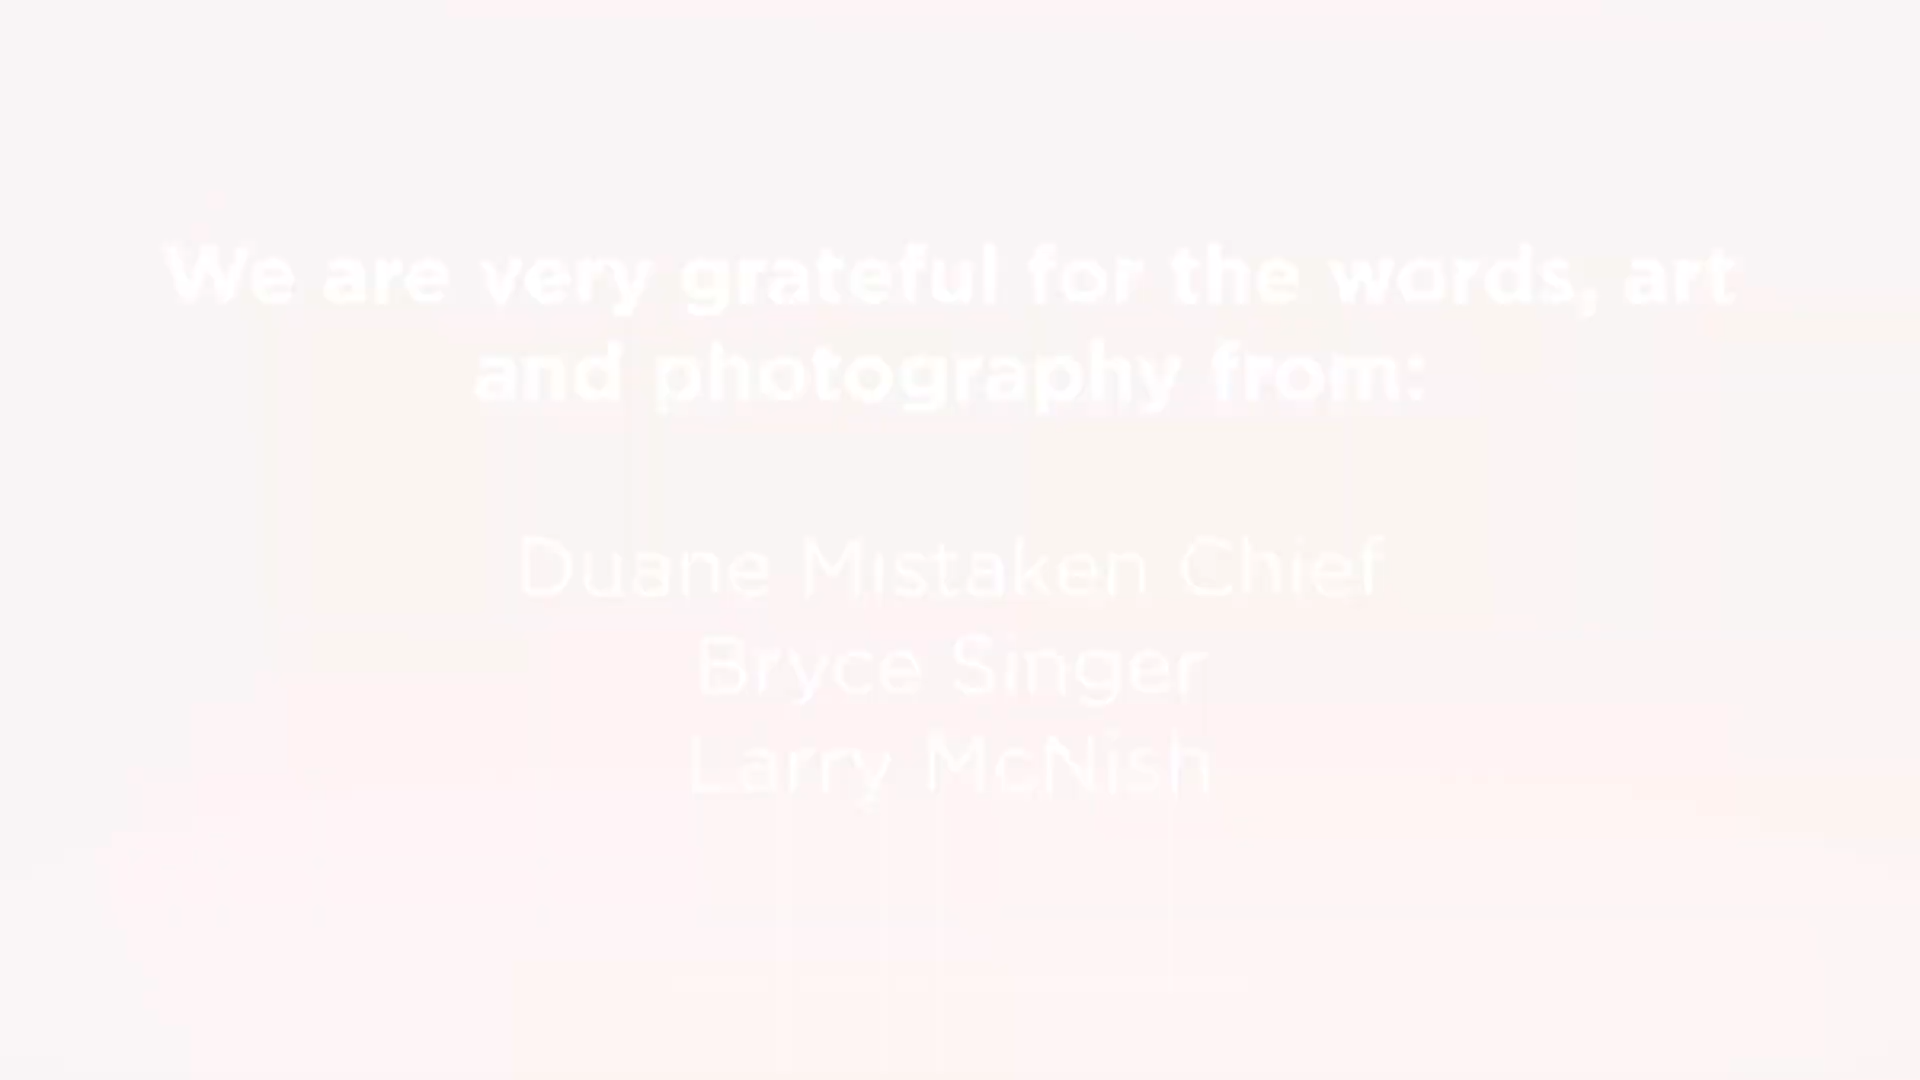 We are very grateful for the words, art
and photography from:
Duane Mistaken Chief
Bryce Singer
Larry McNish